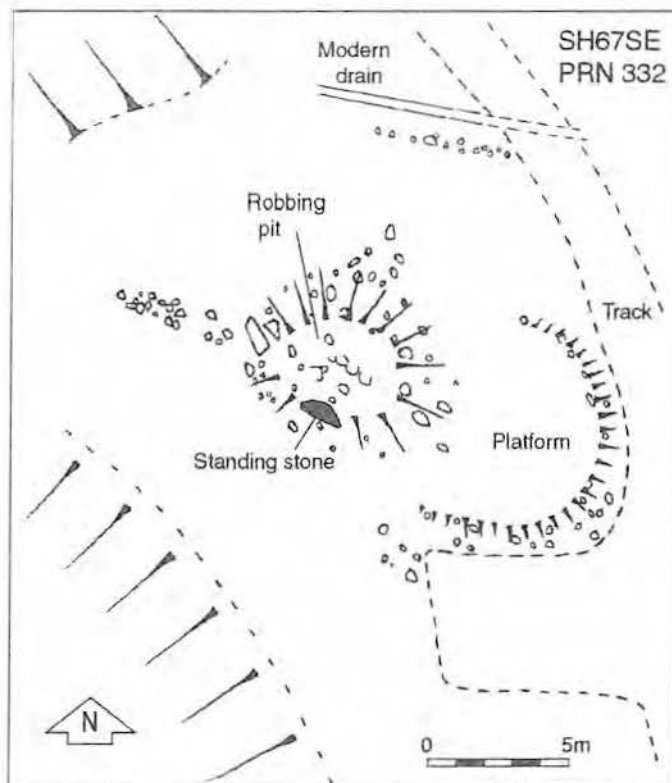 SH67SE
PRN 332
Modern
drain
Robbing
pit
Track
Platform
Standing stone
N
0 5m